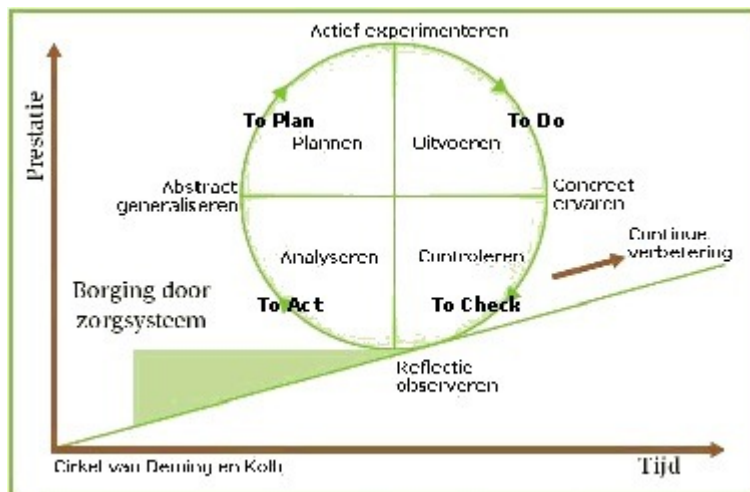 Actief experimenteren
Prestatie
To Plan
To Do
Plannen
Uitvoeren
Abstract
generaliseren
Concreet
ervaren
Continue
verbetering
Analyseren
Controleren
Borging door
zorgsysteem
To Act
To Check
Reflectie
observeren
Cirkel van Deming en Kolb
Tijd